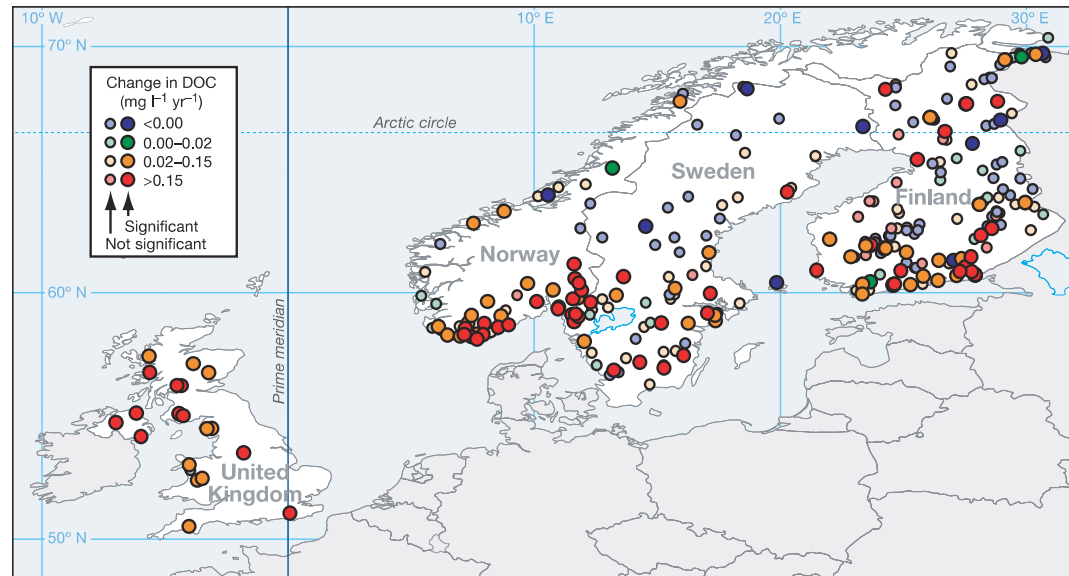 10° W
10° E
20° E
30° E
70° N
Change in DOC
(mg l⁻¹ yr⁻¹)
<0.00
0.00–0.02
0.02–0.15
>0.15
Significant
Not significant
Arctic circle
Sweden
Finland
Norway
60° N
Prime meridian
United
Kingdom
50° N